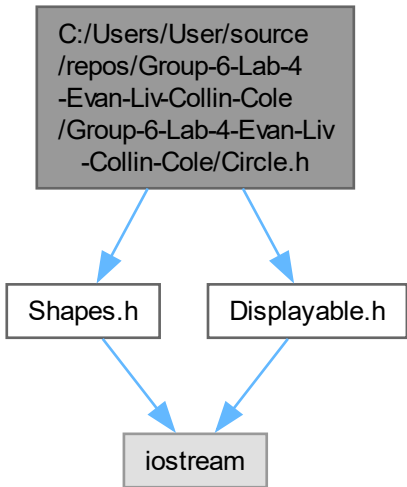 C:/Users/User/source
/repos/Group-6-Lab-4
-Evan-Liv-Collin-Cole
/Group-6-Lab-4-Evan-Liv
-Collin-Cole/Circle.h
Shapes.h
Displayable.h
iostream